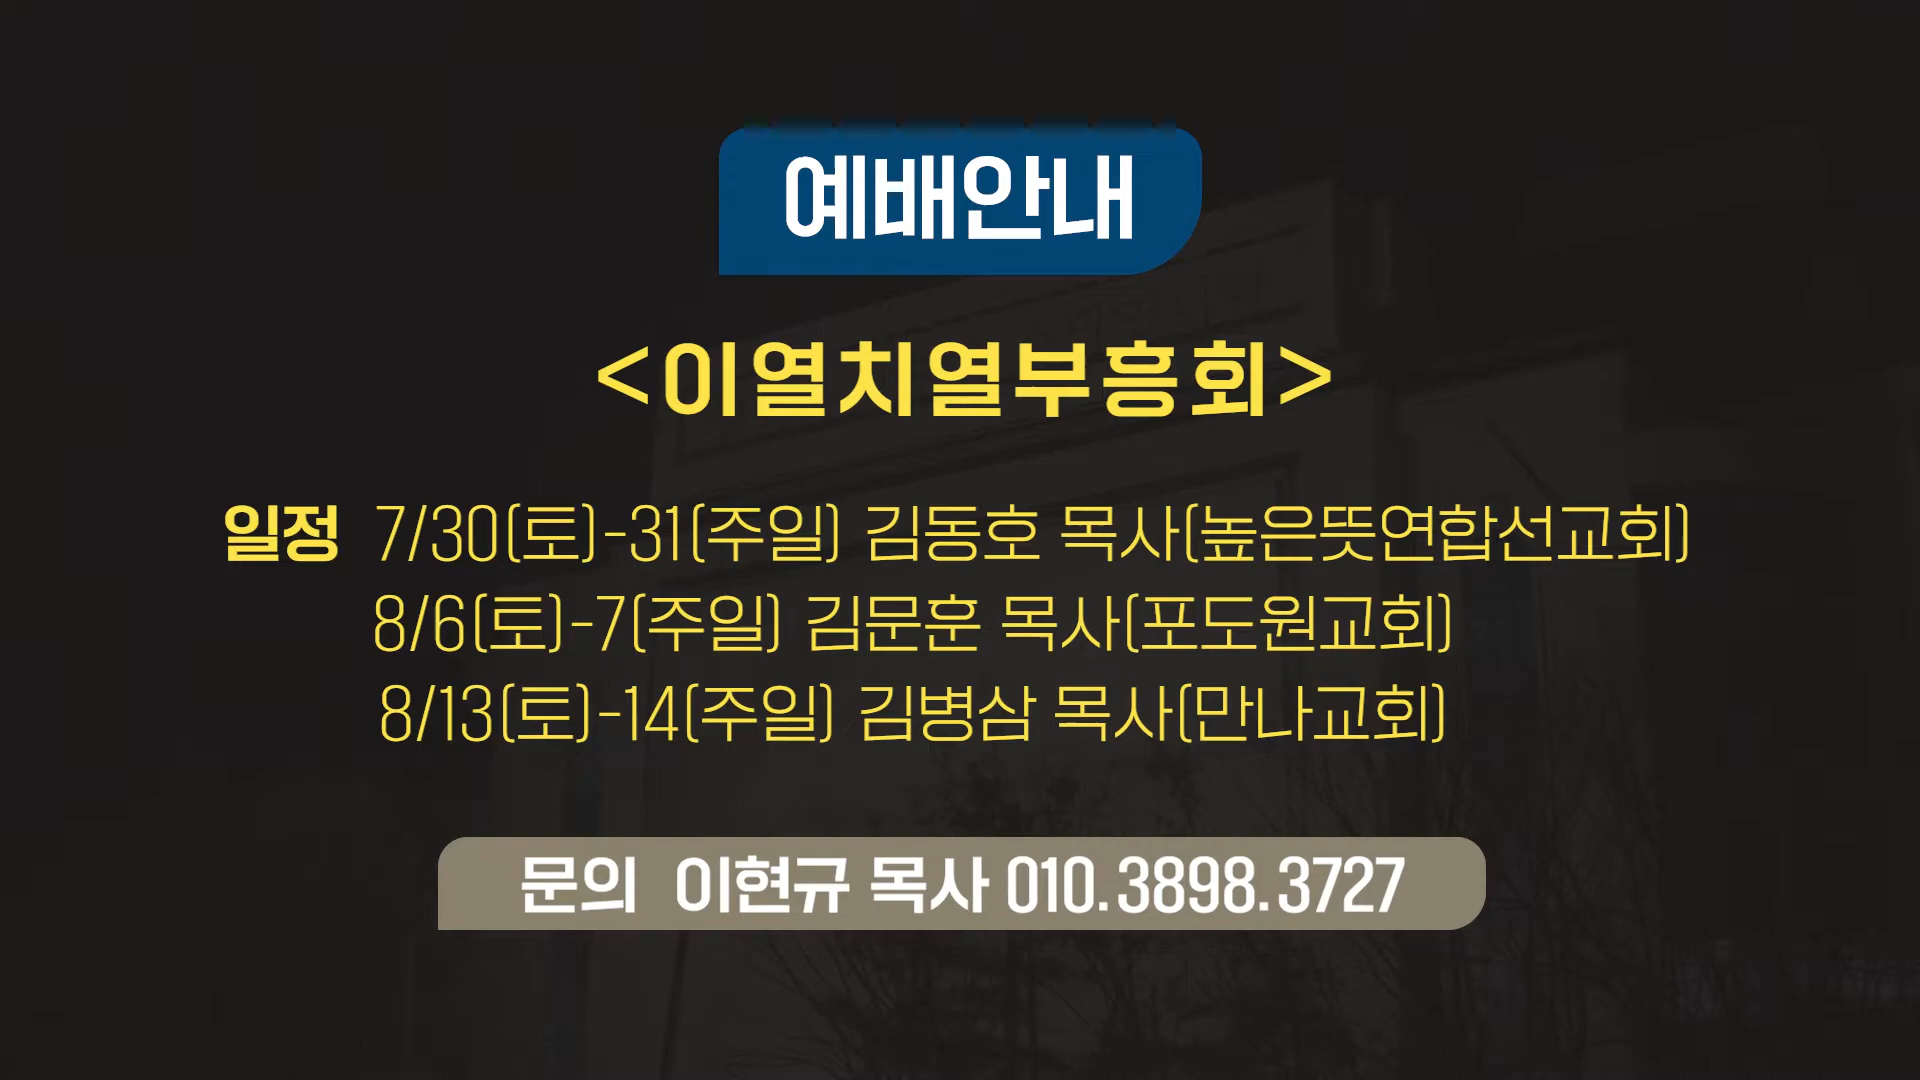 예배안내
<이열치열부흥회>
일정 7/30(토)-31(주일) 김동호 목사(높은뜻연합선교회)
8/6(토)-7(주일) 김문훈 목사(포도원교회)
8/13(토)-14(주일) 김병삼 목사(만나교회)
문의 이현규 목사 010.3898.3727